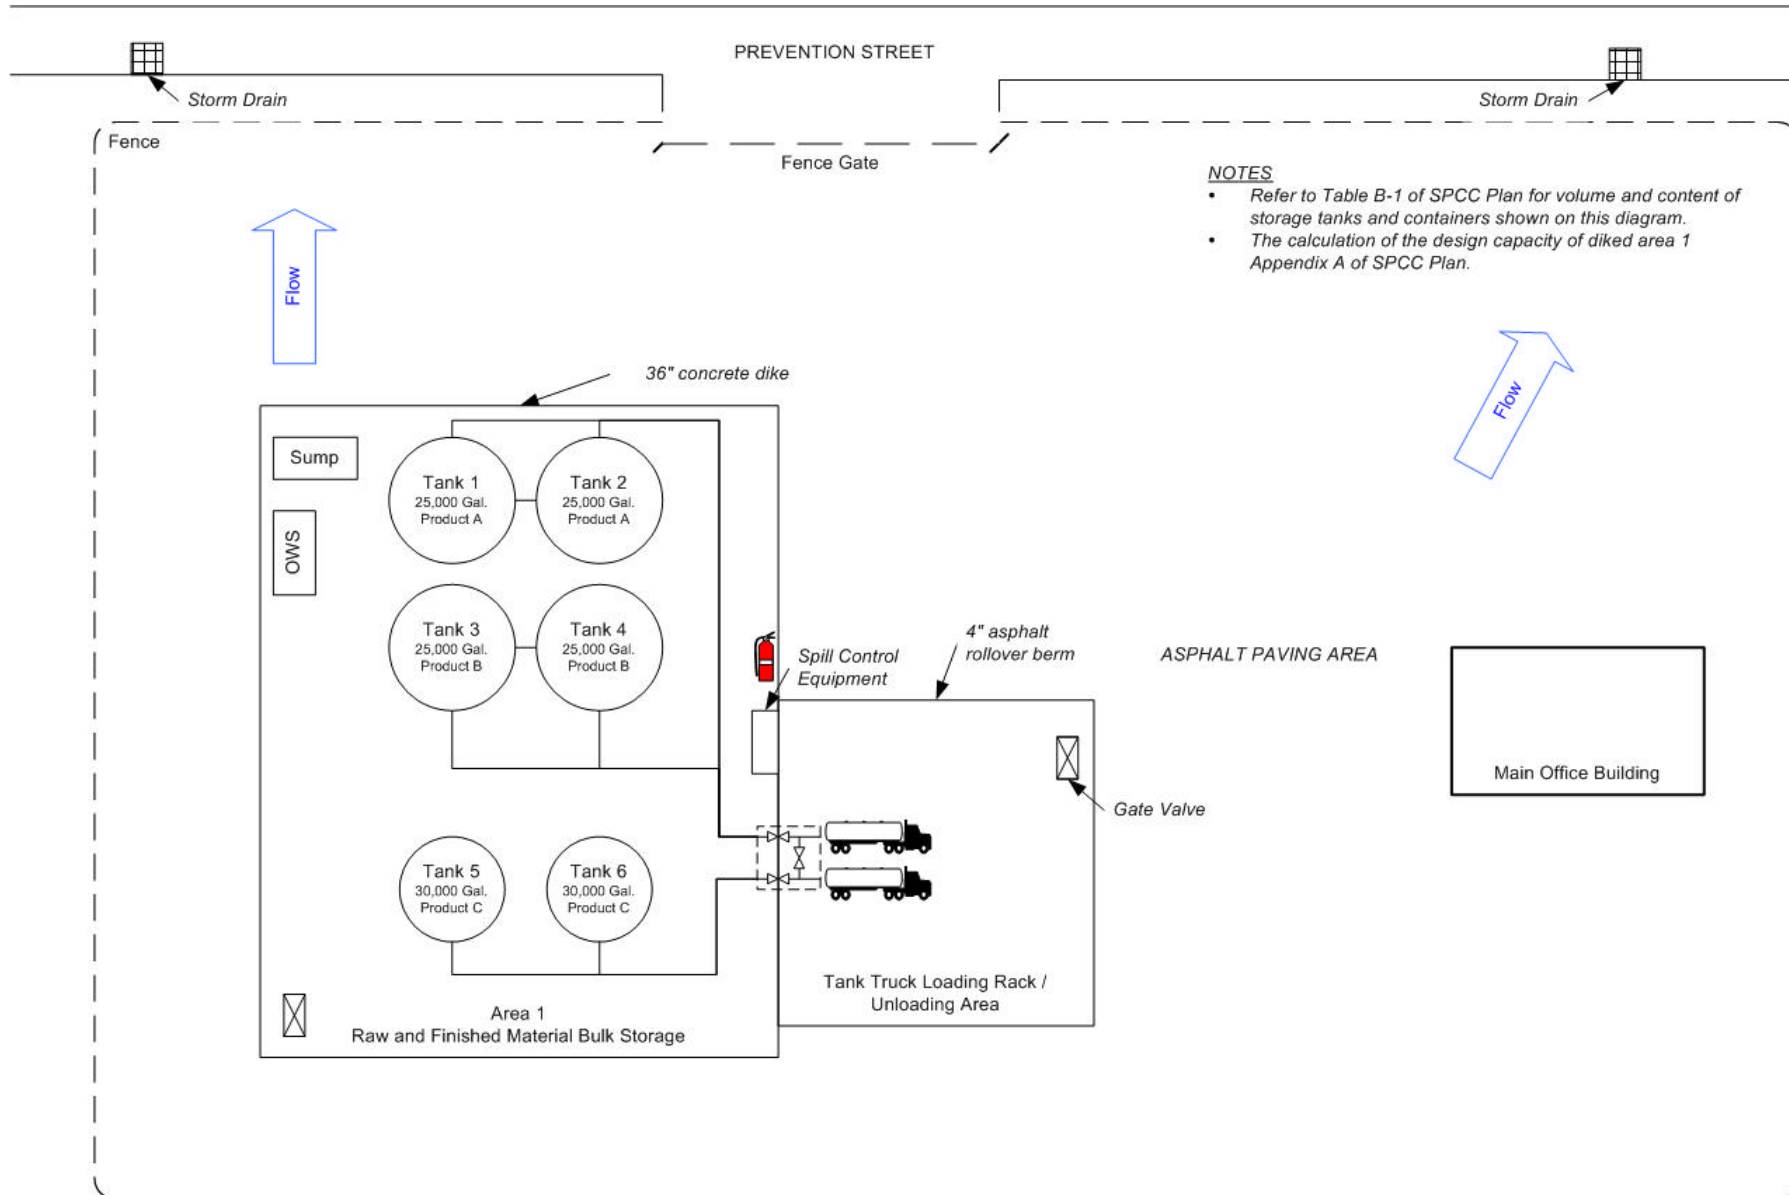 PREVENTION STREET
Storm Drain
Storm Drain
Fence
Fence Gate
NOTES
• Refer to Table B-1 of SPCC Plan for volume and content of
storage tanks and containers shown on this diagram.
• The calculation of the design capacity of diked area 1
Appendix A of SPCC Plan.
Flow
Flow
36" concrete dike
Sump
OWS
Tank 1
25,000 Gal.
Product A
Tank 2
25,000 Gal.
Product A
Tank 3
25,000 Gal.
Product B
Tank 4
25,000 Gal.
Product B
Spill Control
Equipment
4" asphalt
rollover berm
ASPHALT PAVING AREA
Main Office Building
Gate Valve
Tank 5
30,000 Gal.
Product C
Tank 6
30,000 Gal.
Product C
Tank Truck Loading Rack /
Unloading Area
Area 1
Raw and Finished Material Bulk Storage